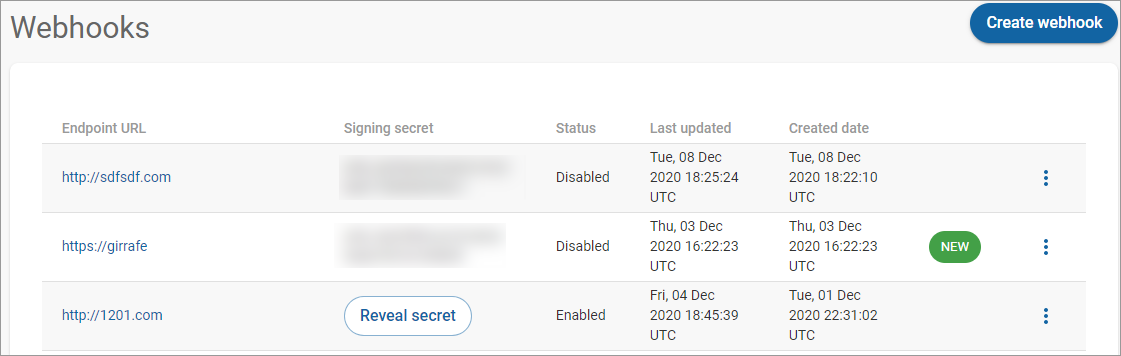 Webhooks
Create webhook
Endpoint URL Signing secret Status Last updated Created date
http://sdfsdf.com Disabled
Tue, 08 Dec
2020 18:25:24
UTC
Tue, 08 Dec
2020 18:22:10
UTC
https://girrafe Disabled
Thu, 03 Dec
2020 16:22:23
UTC
Thu, 03 Dec
2020 16:22:23
UTC
NEW
http://1201.com Reveal secret Enabled
Fri, 04 Dec
2020 18:45:39
UTC
Tue, 01 Dec
2020 22:31:02
UTC